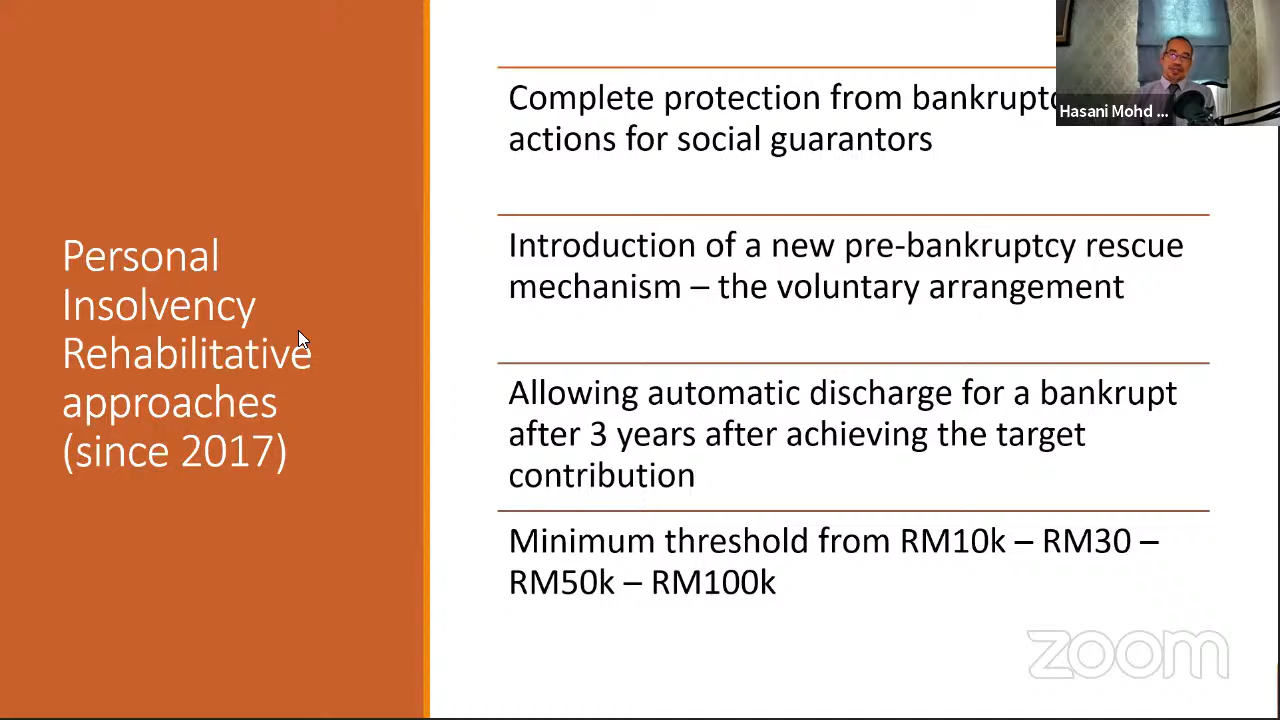 Personal
Insolvency
Rehabilitative
approaches
(since 2017)
Complete protection from
actions for social guarantors
Introduction of a new pre-bankruptcy rescue
mechanism – the voluntary arrangement
Allowing automatic discharge for a bankrupt
after 3 years after achieving the target
contribution
Minimum threshold from RM10k – RM30 –
RM50k – RM100k
Hasani Mohd ...
zoom